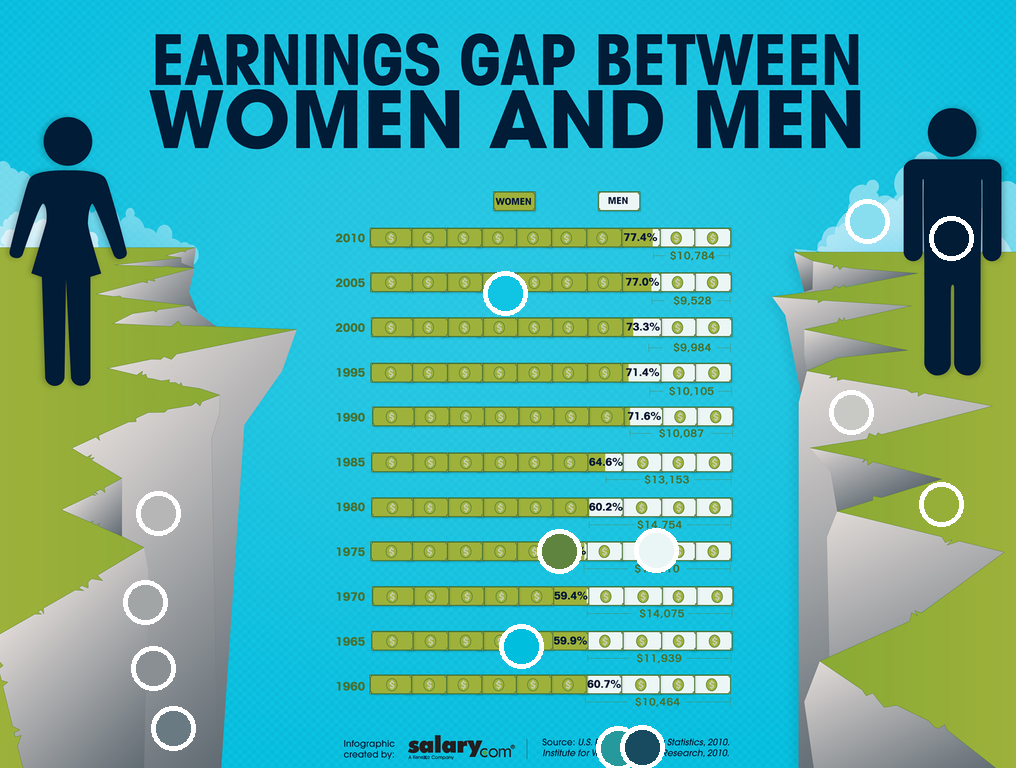 EARNINGS GAP BETWEEN
WOMEN AND MEN
WOMEN MEN
2010 77.4%
$10,784
2005 77.0%
$9,528
2000 73.3%
$9,984
1995 71.4%
$10,105
1990 71.6%
$10,087
1985 64.6%
$13,153
1980 60.2%
$14,754
1975
1970 59.4%
$14,075
1965 59.9%
$11,939
1960 60.7%
$10,464
Infographic
created by:
salary.com®
A Kenexa Company
Source: U.S. Statistics, 2010.
Institute for Research, 2010.